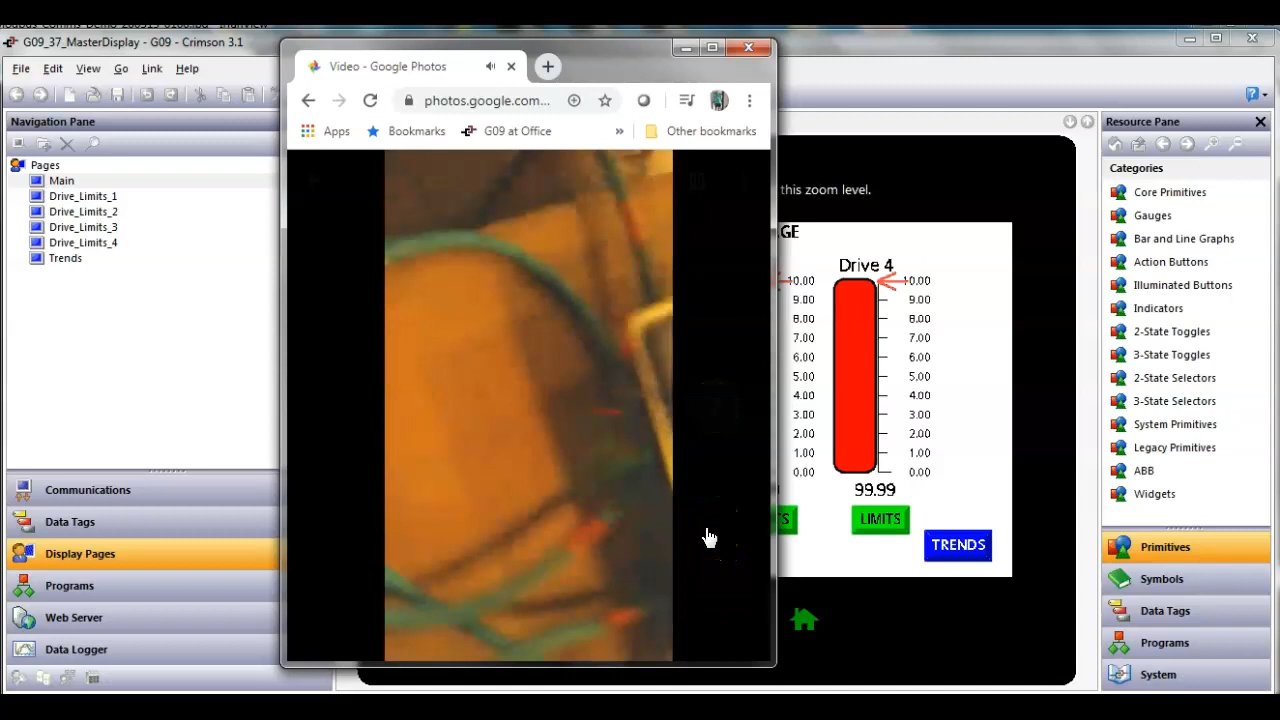 G09_37_MasterDisplay - G09 - Crimson 3.1
File Edit View Go Link Help
Navigation Pane
Pages
Main
Drive_Limits_1
Drive_Limits_2
Drive_Limits_3
Drive_Limits_4
Trends
Communications
Data Tags
Display Pages
Programs
Web Server
Data Logger
Video - Google Photos
photos.google.com...
Apps Bookmarks G09 at Office » Other bookmarks
this zoom level.
GE
Drive 4
10.00 10.00
9.00 9.00
8.00 8.00
7.00 7.00
6.00 6.00
5.00 5.00
4.00 4.00
3.00 3.00
2.00 2.00
1.00 1.00
0.00 0.00
99.99
TS LIMITS
TRENDS
Resource Pane
Categories
Core Primitives
Gauges
Bar and Line Graphs
Action Buttons
Illuminated Buttons
Indicators
2-State Toggles
3-State Toggles
2-State Selectors
3-State Selectors
System Primitives
Legacy Primitives
ABB
Widgets
Primitives
Symbols
Data Tags
Programs
System